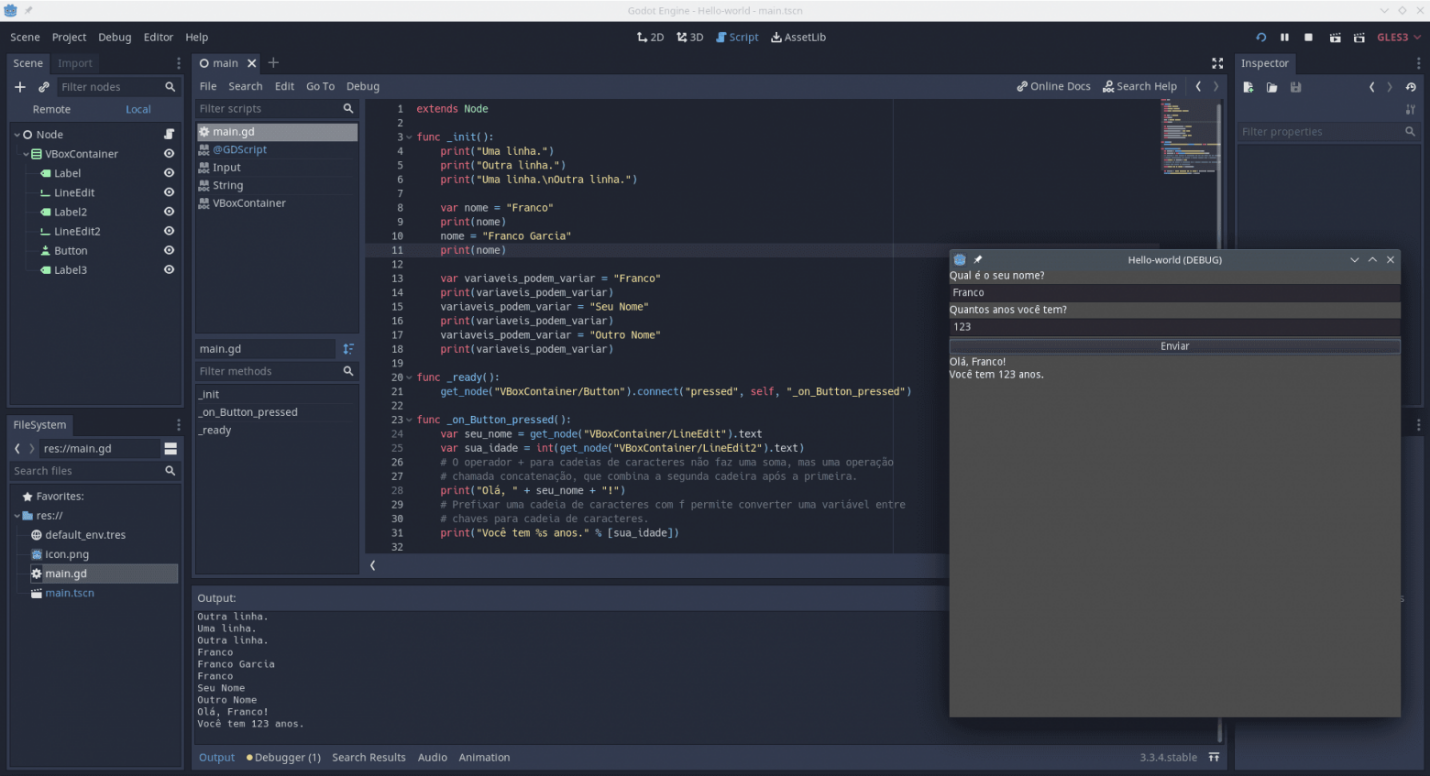 Godot Engine - Hello-world - main.tscn
Scene Project Debug Editor Help
2D 3D Script AssetLib
GLES3
Scene Import
Filter nodes
Remote Local
Node
VBoxContainer
Label
LineEdit
Label2
LineEdit2
Button
Label3
FileSystem
res://main.gd
Search files
Favorites:
res://
default_env.tres
icon.png
main.gd
main.tscn
main
File Search Edit Go To Debug
Online Docs Search Help
Filter scripts
main.gd
@GDScript
Input
String
VBoxContainer
main.gd
Filter methods
_init
_on_Button_pressed
_ready
1 extends Node
2
3 func _init():
4 print("Uma linha.")
5 print("Outra linha.")
6 print("Uma linha.\nOutra linha.")
7
8 var nome = "Franco"
9 print(nome)
10 nome = "Franco Garcia"
11 print(nome)
12
13 var variaveis_podem_variar = "Franco"
14 print(variaveis_podem_variar)
15 variaveis_podem_variar = "Seu Nome"
16 print(variaveis_podem_variar)
17 variaveis_podem_variar = "Outro Nome"
18 print(variaveis_podem_variar)
19
20 func _ready():
21 get_node("VBoxContainer/Button").connect("pressed", self, "_on_Button_pressed")
22
23 func _on_Button_pressed():
24 var seu_nome = get_node("VBoxContainer/LineEdit").text
25 var sua_idade = int(get_node("VBoxContainer/LineEdit2").text)
26 # O operador + para cadeias de caracteres não faz uma soma, mas uma operação
27 # chamada concatenação, que combina a segunda cadeira após a primeira.
28 print("Olá, " + seu_nome + "!")
29 # Prefixar uma cadeia de caracteres com f permite converter uma variável entre
30 # chaves para cadeia de caracteres.
31 print("Você tem %s anos." % [sua_idade])
32
Output:
Outra linha.
Uma linha.
Outra linha.
Franco
Franco Garcia
Franco
Seu Nome
Outro Nome
Olá, Franco!
Você tem 123 anos.
Output Debugger (1) Search Results Audio Animation
3.3.4.stable
Inspector
Filter properties
Hello-world (DEBUG)
Qual é o seu nome?
Franco
Quantos anos você tem?
123
Enviar
Olá, Franco!
Você tem 123 anos.